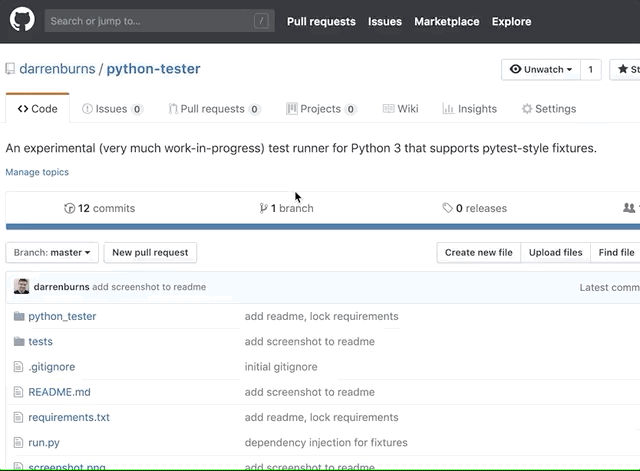 Search or jump to... / Pull requests Issues Marketplace Explore
darrenburns / python-tester Unwatch 1
Code Issues 0 Pull requests 0 Projects 0 Wiki Insights Settings
An experimental (very much work-in-progress) test runner for Python 3 that supports pytest-style fixtures.
Manage topics
12 commits 1 branch 0 releases
Branch: master New pull request Create new file Upload files Find file
darrenburns add screenshot to readme Latest
python_tester add readme, lock requirements
tests add screenshot to readme
.gitignore initial gitignore
README.md add screenshot to readme
requirements.txt add readme, lock requirements
run.py dependency injection for fixtures
screenshot.png add screenshot to readme